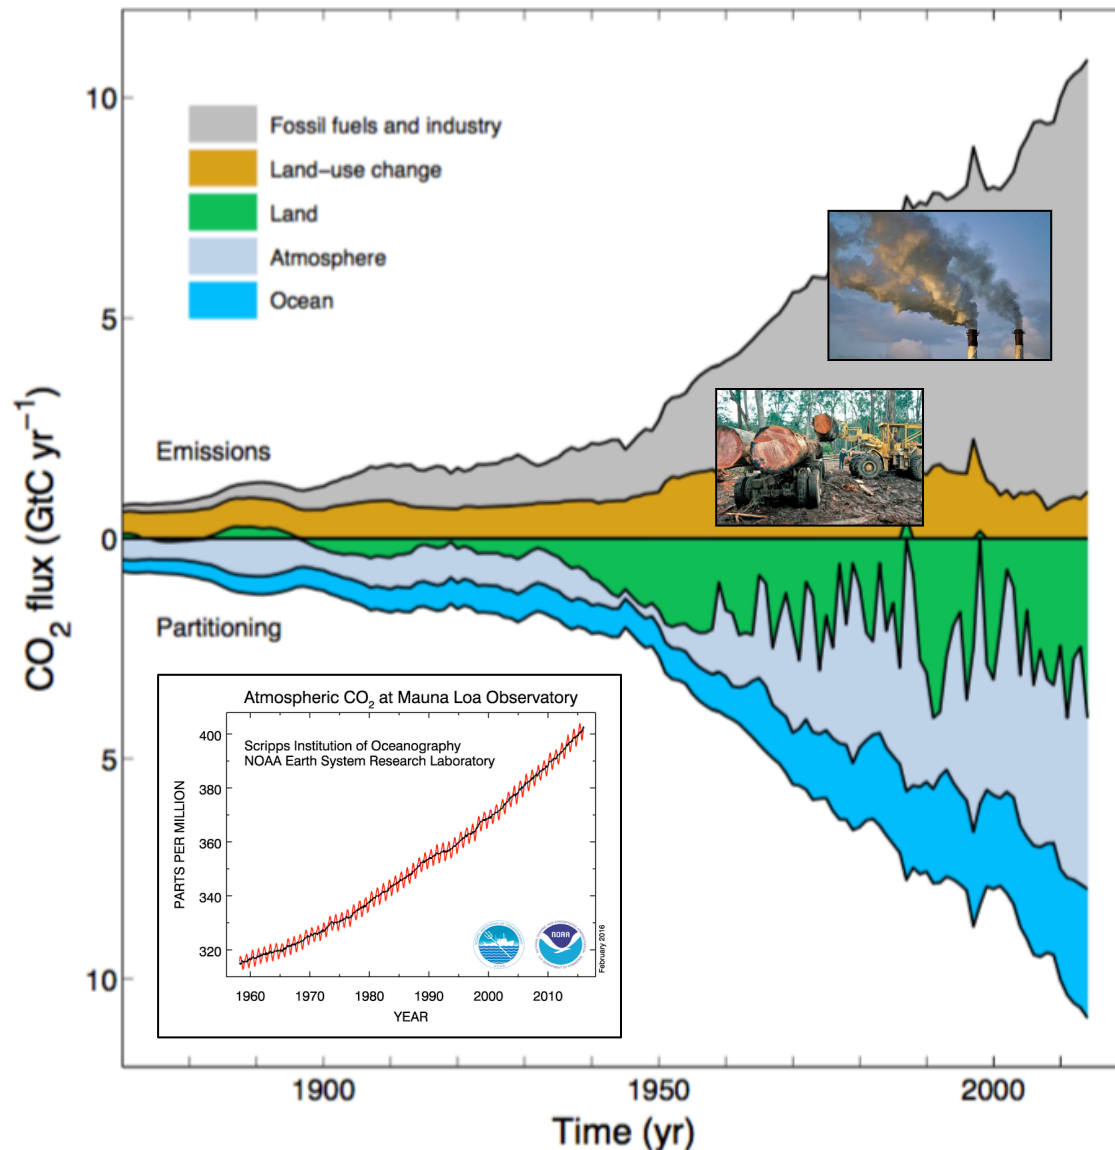 10
5
0
5
10
CO2 flux (GtC yr−1)
Fossil fuels and industry
Land−use change
Land
Atmosphere
Ocean
Emissions
Partitioning
Atmospheric CO2 at Mauna Loa Observatory
Scripps Institution of Oceanography
NOAA Earth System Research Laboratory
PARTS PER MILLION
400
380
360
340
320
NOAA
February 2016
1960 1970 1980 1990 2000 2010
YEAR
1900 1950 2000
Time (yr)